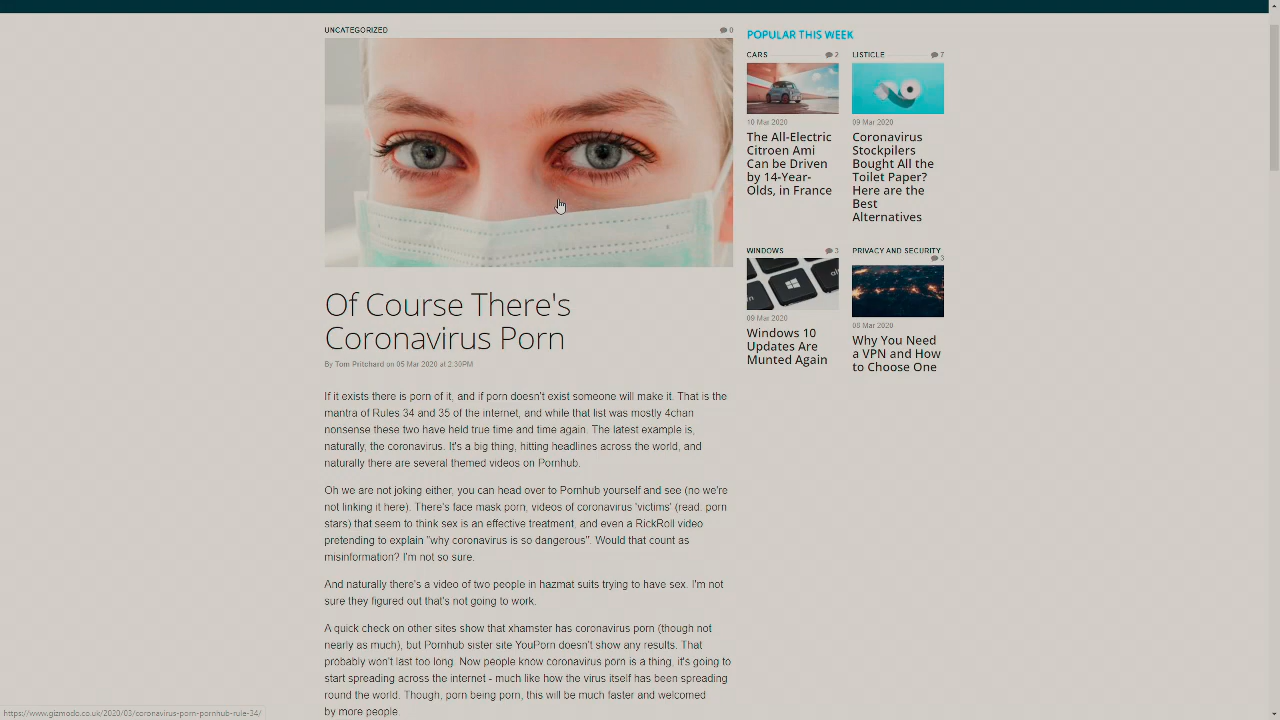 UNCATEGORIZED
0
Of Course There's
Coronavirus Porn
By Tom Pritchard on 05 Mar 2020 at 2:30PM
If it exists there is porn of it, and if porn doesn't exist someone will make it. That is the
mantra of Rules 34 and 35 of the internet, and while that list was mostly 4chan
nonsense these two have held true time and time again. The latest example is,
naturally, the coronavirus. It's a big thing, hitting headlines across the world, and
naturally there are several themed videos on Pornhub.
Oh we are not joking either, you can head over to Pornhub yourself and see (no we're
not linking it here). There's face mask porn, videos of coronavirus 'victims' (read: porn
stars) that seem to think sex is an effective treatment, and even a RickRoll video
pretending to explain "why coronavirus is so dangerous". Would that count as
misinformation? I'm not so sure.
And naturally there's a video of two people in hazmat suits trying to have sex. I'm not
sure they figured out that's not going to work.
A quick check on other sites show that xhamster has coronavirus porn (though not
nearly as much), but Pornhub sister site YouPorn doesn't show any results. That
probably won't last too long. Now people know coronavirus porn is a thing, it's going to
start spreading across the internet - much like how the virus itself has been spreading
round the world. Though, porn being porn, this will be much faster and welcomed
by more people.
POPULAR THIS WEEK
CARS
2
10 Mar 2020
The All-Electric
Citroen Ami
Can be Driven
by 14-Year-
Olds, in France
LISTICLE
7
09 Mar 2020
Coronavirus
Stockpilers
Bought All the
Toilet Paper?
Here are the
Best
Alternatives
WINDOWS
3
alt
09 Mar 2020
Windows 10
Updates Are
Munted Again
PRIVACY AND SECURITY
3
08 Mar 2020
Why You Need
a VPN and How
to Choose One
https://www.gizmodo.co.uk/2020/03/coronavirus-porn-pornhub-rule-34/